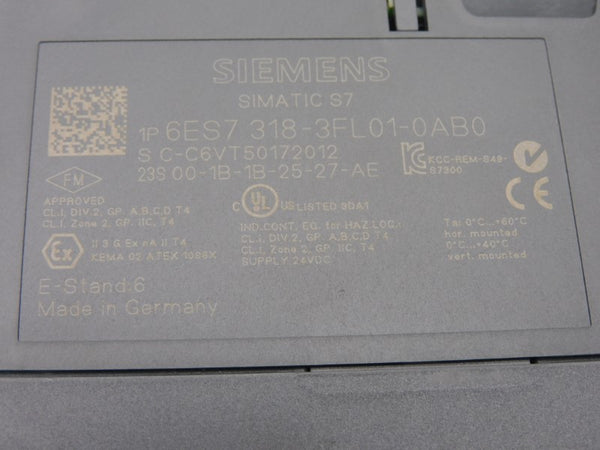 SIEMENS
SIMATIC S7
1P 6ES7 318-3FL01-0AB0
S C-C6VT50172012
23S 00-1B-1B-25-27-AE
KCC-REM-S49-
S7300
FM
APPROVED
CL.I, DIV.2, GP. A,B,C,D T4
CL.I, Zone 2, GP. IIC, T4
C UL US LISTED 3DA1
IND. CONT. EQ. for HAZ LOC.:
CL.I, DIV.2, GP. A,B,C,D T4
CL.I, Zone 2, GP. IIC, T4
SUPPLY 24VDC
CE
Ta: 0°C...+60°C
hor. mounted
0°C...+40°C
vert. mounted
Ex II 3 G Ex nA II T4
KEMA 02 ATEX 1096X
E-Stand:6
Made in Germany